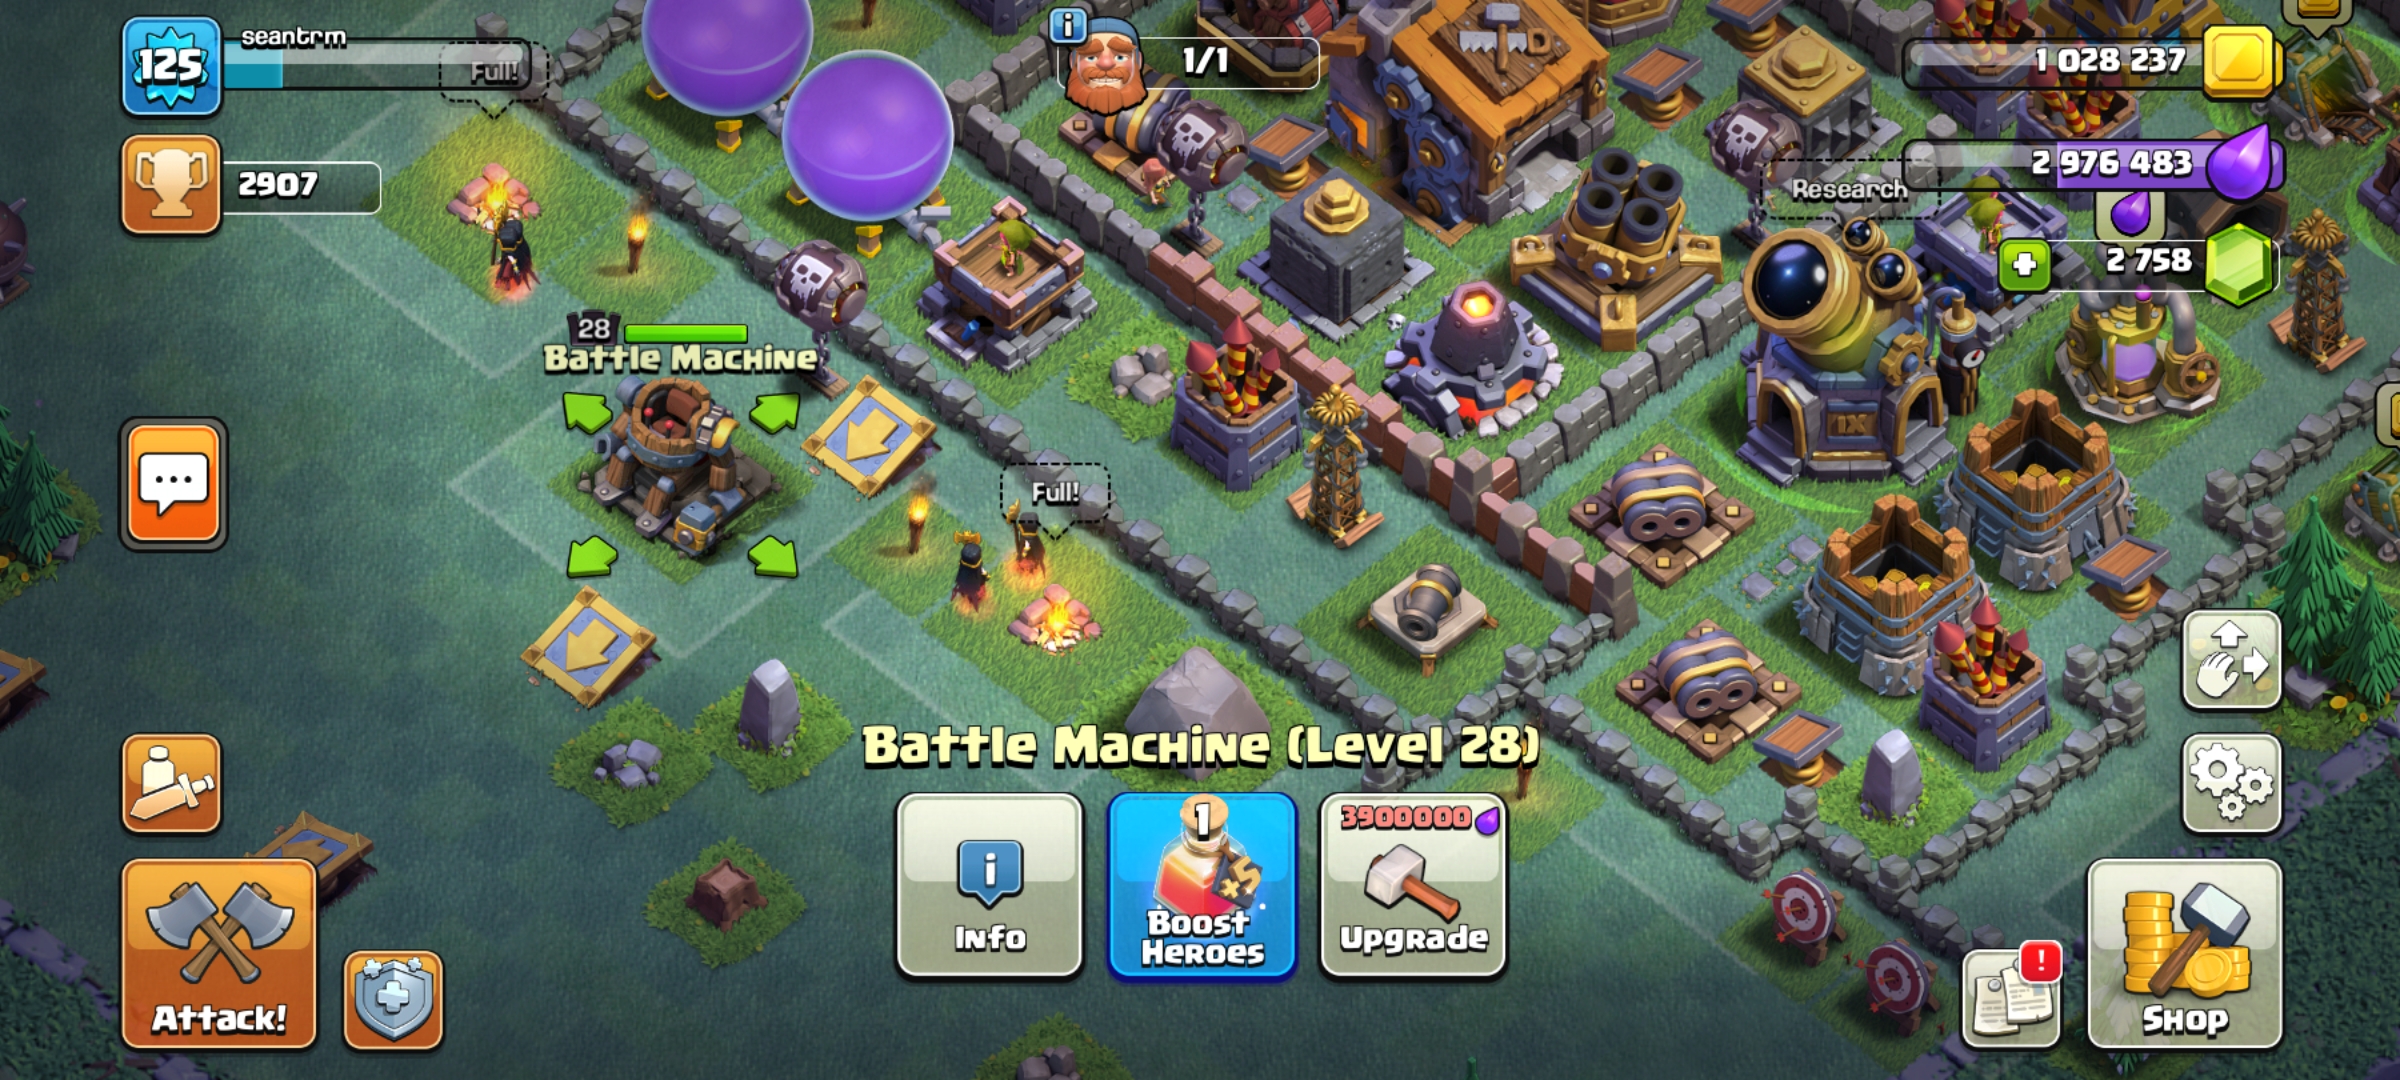 125
seantrm
Full!
1/1
1 028 237
2907
Research
2 976 483
2 758
28
Battle Machine
IX
Full!
Battle Machine (Level 28)
Info
1
x5
Boost
Heroes
3900000
Upgrade
Attack!
!
Shop